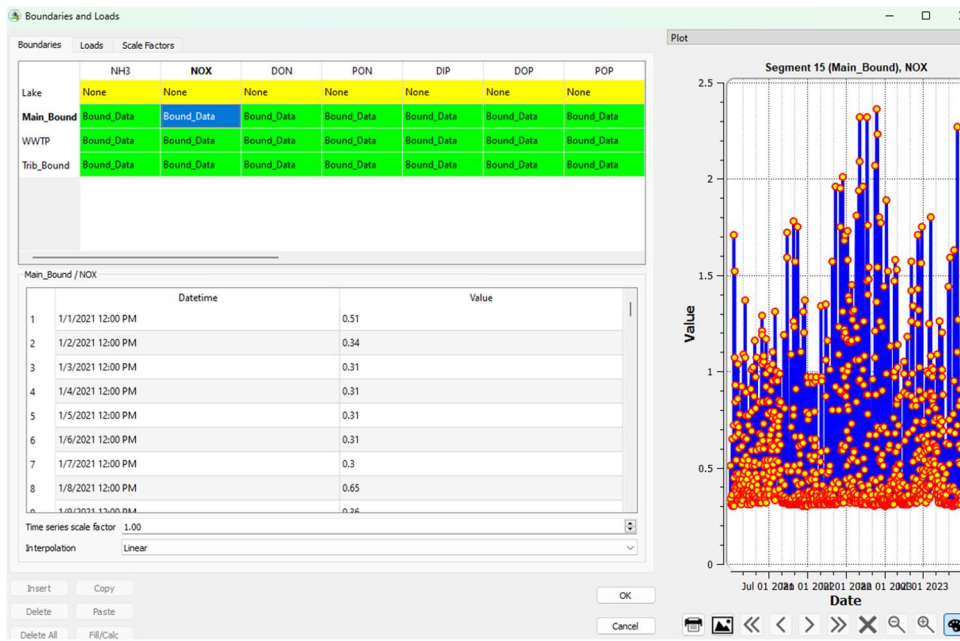 Boundaries and Loads
Boundaries Loads Scale Factors
NH3 NOX DON PON DIP DOP POP
Lake None None None None None None None
Main_Bound Bound_Data Bound_Data Bound_Data Bound_Data Bound_Data Bound_Data Bound_Data
WWTP Bound_Data Bound_Data Bound_Data Bound_Data Bound_Data Bound_Data Bound_Data
Trib_Bound Bound_Data Bound_Data Bound_Data Bound_Data Bound_Data Bound_Data Bound_Data
Main_Bound / NOX
Datetime Value
1 1/1/2021 12:00 PM 0.51
2 1/2/2021 12:00 PM 0.34
3 1/3/2021 12:00 PM 0.31
4 1/4/2021 12:00 PM 0.31
5 1/5/2021 12:00 PM 0.31
6 1/6/2021 12:00 PM 0.31
7 1/7/2021 12:00 PM 0.3
8 1/8/2021 12:00 PM 0.65
Time series scale factor 1.00
Interpolation Linear
Insert Copy
Delete Paste
Delete All Fill/Calc
OK
Cancel
Plot
Segment 15 (Main_Bound), NOX
2.5
2
1.5
1
0.5
0
Value
Jul 01 01 01 01 01 2023
Date